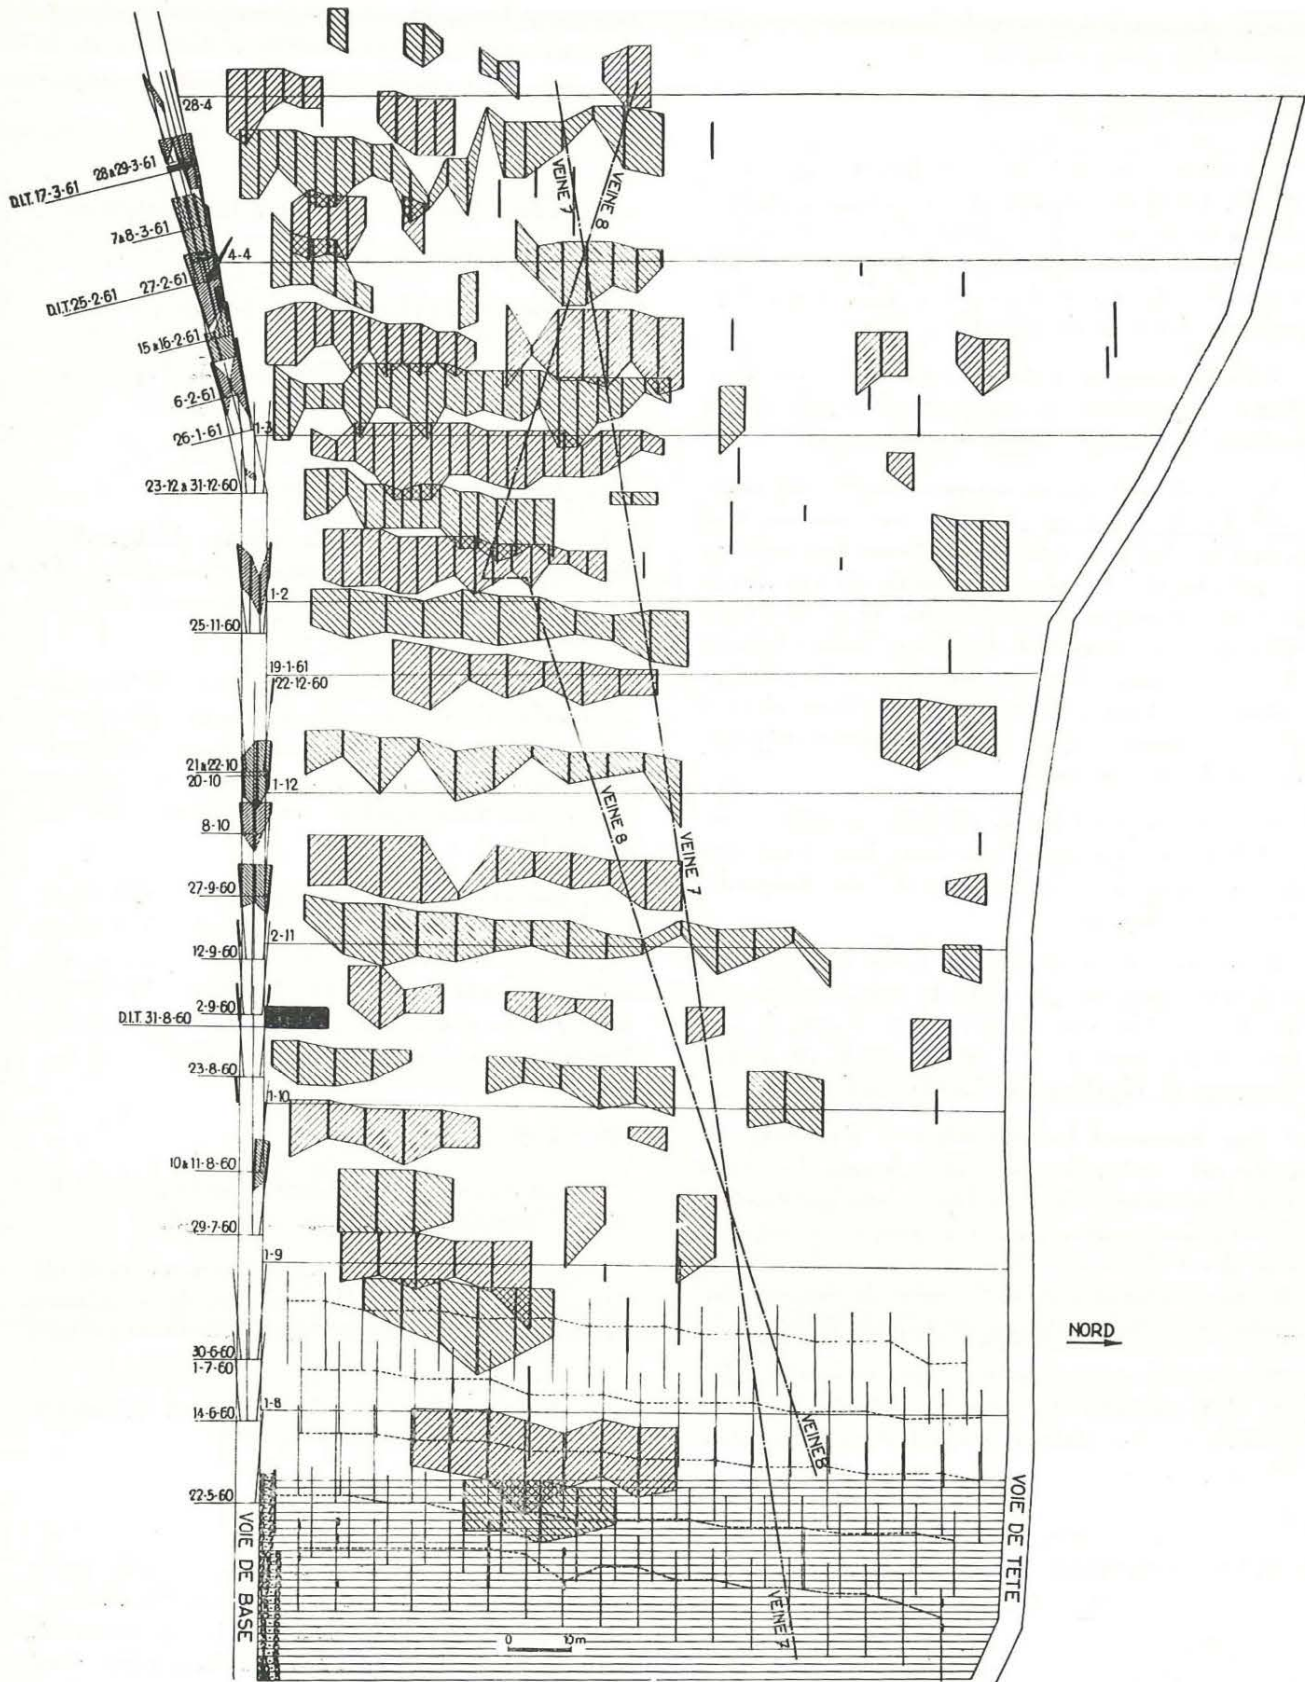 28-4
28 à 29-3-61
D.I.T. 17-3-61
7 à 8-3-61
4-4
27-2-61
D.I.T. 25-2-61
15 à 16-2-61
6-2-61
26-1-61
1-3
23-12 à 31-12-60
1-2
25-11-60
19-1-61
22-12-60
21 à 22-10
20-10
1-12
8-10
27-9-60
2-11
12-9-60
2-9-60
D.I.T. 31-8-60
23-8-60
1-10
10 à 11-8-60
29-7-60
1-9
30-6-60
1-7-60
1-8
14-6-60
22-5-60
VEINE 7
VEINE 8
VEINE 8
VEINE 7
NORD
VEINE 8
VEINE 7
VOIE DE BASE
VOIE DE TETE
0 10m